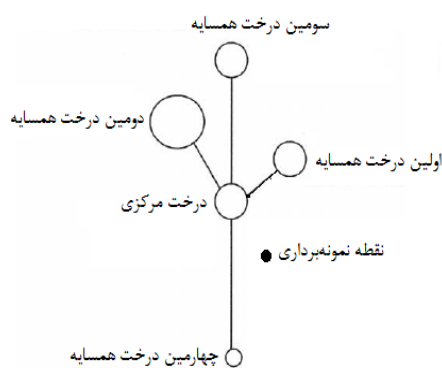 سومین درخت همسایه
دومین درخت همسایه
اولین درخت همسایه
درخت مرکزی
نقطه نمونه‌برداری
چهارمین درخت همسایه